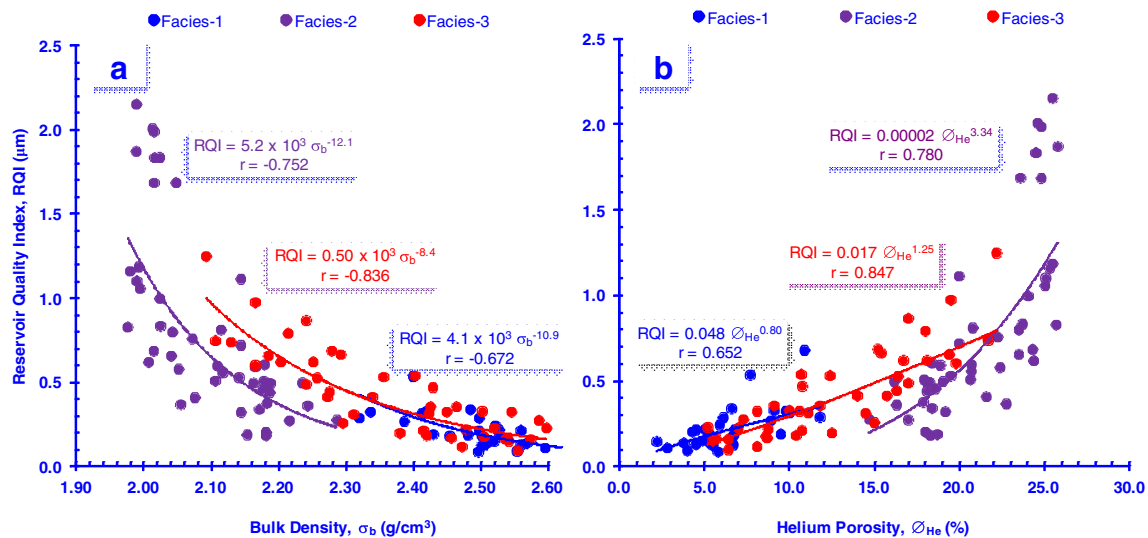 Facies-1 Facies-2 Facies-3
a
2.5
2.0
1.5
1.0
0.5
0.0
Reservoir Quality Index, RQI (μm)
RQI = 5.2 x 10³ σb^-12.1
r = -0.752
RQI = 0.50 x 10³ σb^-8.4
r = -0.836
RQI = 4.1 x 10³ σb^-10.9
r = -0.672
1.90 2.00 2.10 2.20 2.30 2.40 2.50 2.60
Bulk Density, σb (g/cm³)
Facies-1 Facies-2 Facies-3
b
2.5
2.0
1.5
1.0
0.5
0.0
RQI = 0.00002 ∅He^3.34
r = 0.780
RQI = 0.017 ∅He^1.25
r = 0.847
RQI = 0.048 ∅He^0.80
r = 0.652
0.0 5.0 10.0 15.0 20.0 25.0 30.0
Helium Porosity, ∅He (%)